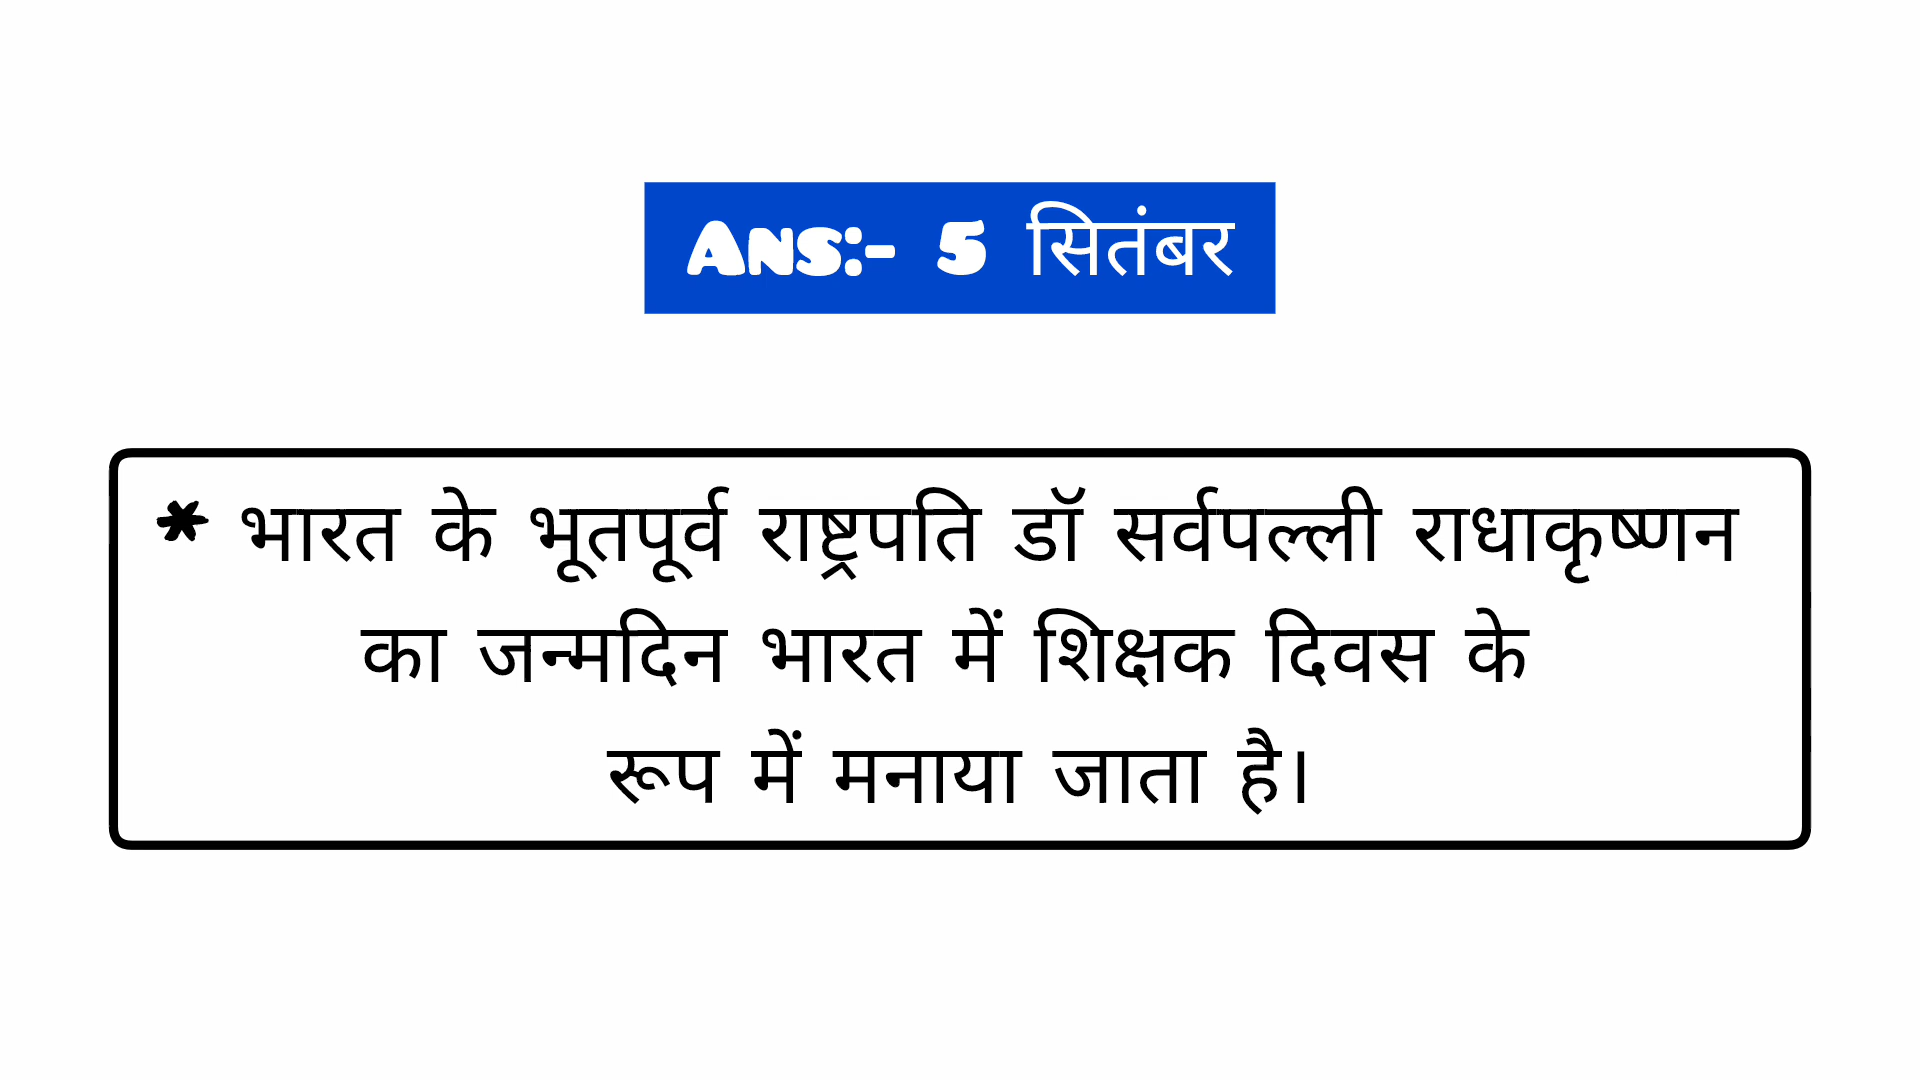 Ans:- 5 सितंबर
* भारत के भूतपूर्व राष्ट्रपति डॉ सर्वपल्ली राधाकृष्णन
का जन्मदिन भारत में शिक्षक दिवस के
रूप में मनाया जाता है।